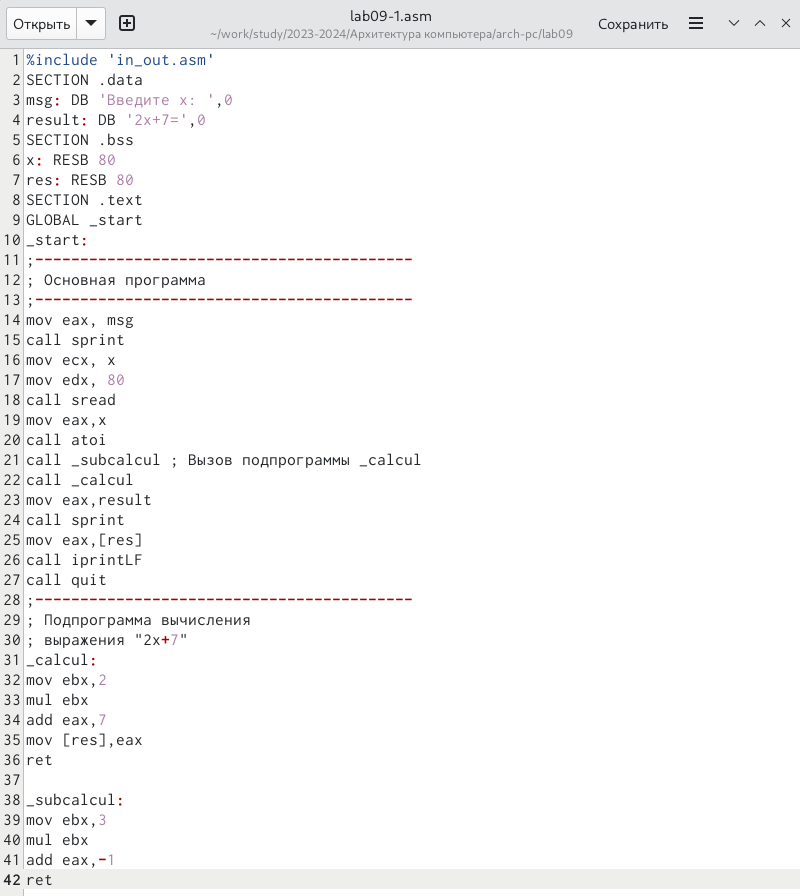 Открыть
lab09-1.asm
~/work/study/2023-2024/Архитектура компьютера/arch-pc/lab09
Сохранить
1 %include 'in_out.asm'
2 SECTION .data
3 msg: DB 'Введите x: ',0
4 result: DB '2x+7=',0
5 SECTION .bss
6 x: RESB 80
7 res: RESB 80
8 SECTION .text
9 GLOBAL _start
10 _start:
11 ;------------------------------------------
12 ; Основная программа
13 ;------------------------------------------
14 mov eax, msg
15 call sprint
16 mov ecx, x
17 mov edx, 80
18 call sread
19 mov eax,x
20 call atoi
21 call _subcalcul ; Вызов подпрограммы _calcul
22 call _calcul
23 mov eax,result
24 call sprint
25 mov eax,[res]
26 call iprintLF
27 call quit
28 ;------------------------------------------
29 ; Подпрограмма вычисления
30 ; выражения "2x+7"
31 _calcul:
32 mov ebx,2
33 mul ebx
34 add eax,7
35 mov [res],eax
36 ret
37
38 _subcalcul:
39 mov ebx,3
40 mul ebx
41 add eax,-1
42 ret